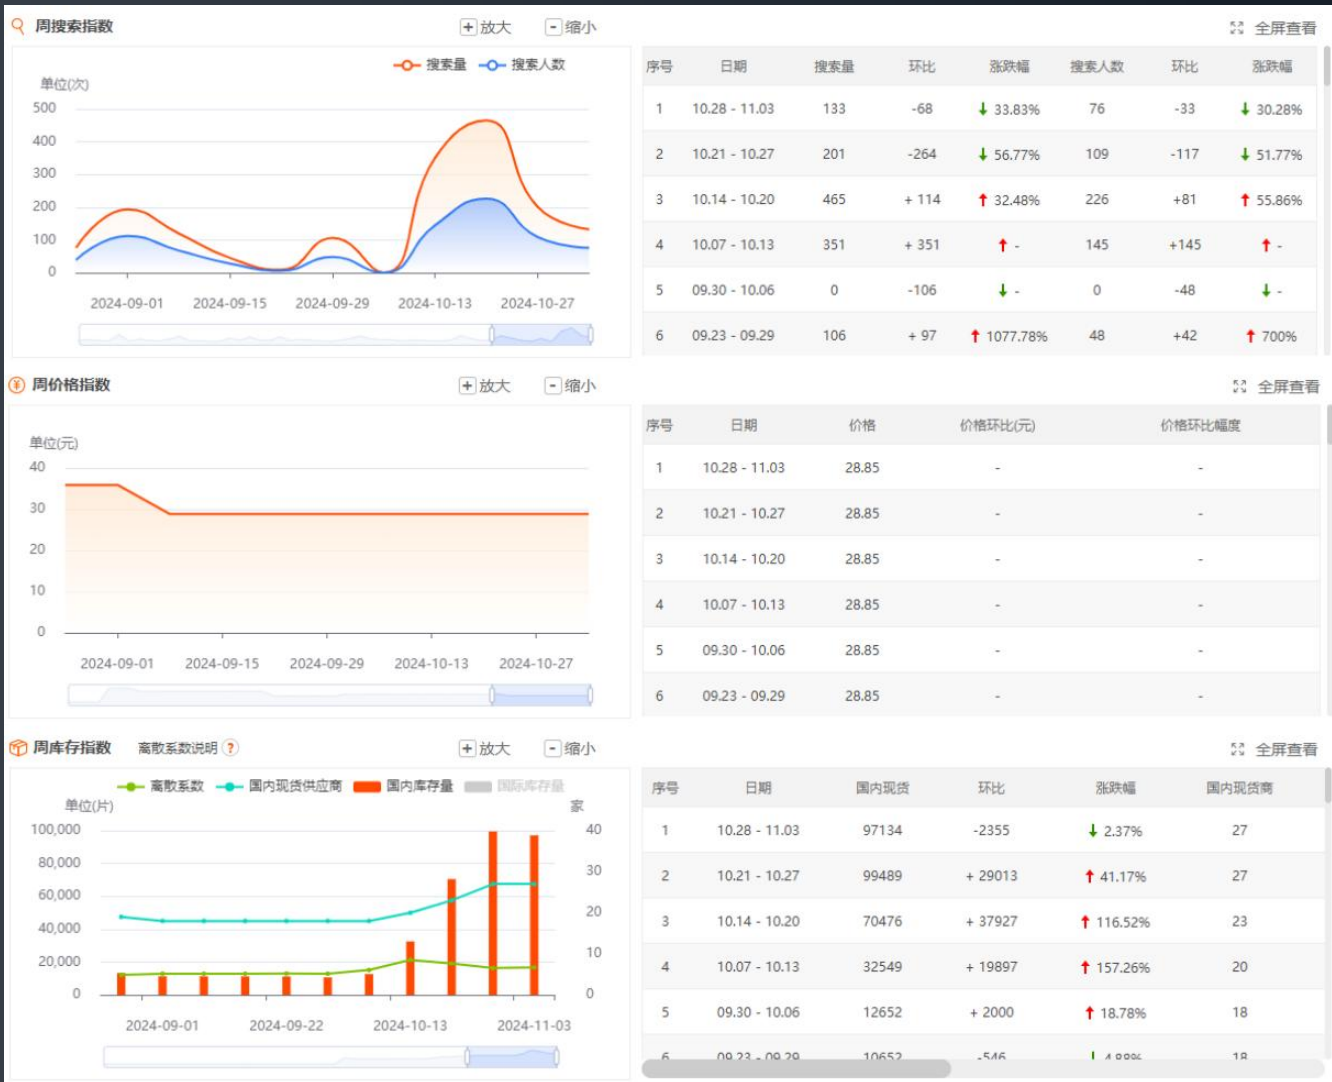 周搜索指数
+ 放大
- 缩小
全屏查看
搜索量 搜索人数
单位(次)
500
400
300
200
100
0
2024-09-01 2024-09-15 2024-09-29 2024-10-13 2024-10-27
序号 日期 搜索量 环比 涨跌幅 搜索人数 环比 涨跌幅
1 10.28 - 11.03 133 -68 ↓ 33.83% 76 -33 ↓ 30.28%
2 10.21 - 10.27 201 -264 ↓ 56.77% 109 -117 ↓ 51.77%
3 10.14 - 10.20 465 + 114 ↑ 32.48% 226 +81 ↑ 55.86%
4 10.07 - 10.13 351 + 351 ↑ - 145 +145 ↑ -
5 09.30 - 10.06 0 -106 ↓ - 0 -48 ↓ -
6 09.23 - 09.29 106 + 97 ↑ 1077.78% 48 +42 ↑ 700%
周价格指数
+ 放大
- 缩小
全屏查看
单位(元)
40
30
20
10
0
2024-09-01 2024-09-15 2024-09-29 2024-10-13 2024-10-27
序号 日期 价格 价格环比(元) 价格环比幅度
1 10.28 - 11.03 28.85 - -
2 10.21 - 10.27 28.85 - -
3 10.14 - 10.20 28.85 - -
4 10.07 - 10.13 28.85 - -
5 09.30 - 10.06 28.85 - -
6 09.23 - 09.29 28.85 - -
周库存指数 离散系数说明 ?
+ 放大
- 缩小
全屏查看
离散系数 国内现货供应商 国内库存量 国际库存量
单位(片) 家
100,000 40
80,000
30
60,000
20
40,000
10
20,000
0 0
2024-09-01 2024-09-22 2024-10-13 2024-11-03
序号 日期 国内现货 环比 涨跌幅 国内现货商
1 10.28 - 11.03 97134 -2355 ↓ 2.37% 27
2 10.21 - 10.27 99489 + 29013 ↑ 41.17% 27
3 10.14 - 10.20 70476 + 37927 ↑ 116.52% 23
4 10.07 - 10.13 32549 + 19897 ↑ 157.26% 20
5 09.30 - 10.06 12652 + 2000 ↑ 18.78% 18
6 09.23 - 09.29 10652 -546 ↓ 4.88% 18